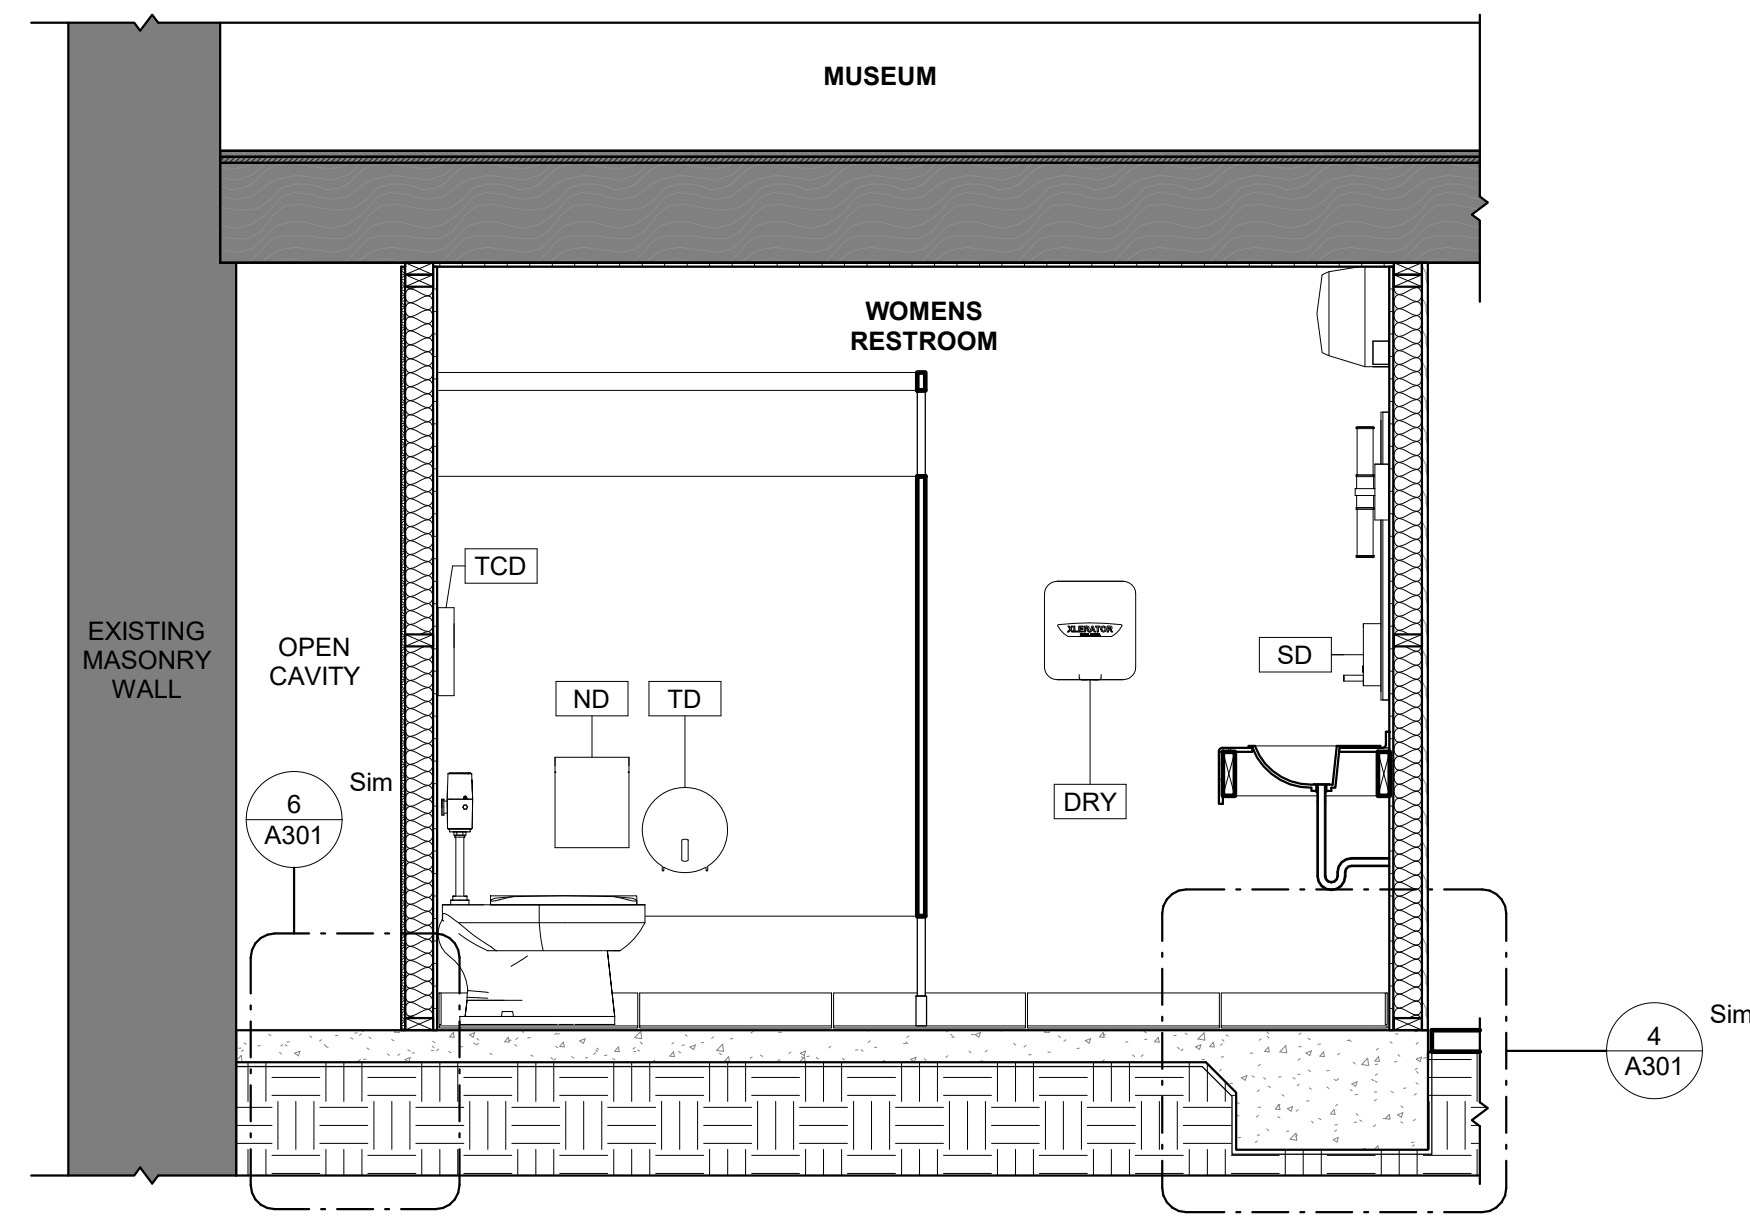 MUSEUM
WOMENS
RESTROOM
TCD
EXISTING
MASONRY
WALL
OPEN
CAVITY
XLERATOR
SD
ND
TD
DRY
6
A301
Sim
4
A301
Sim